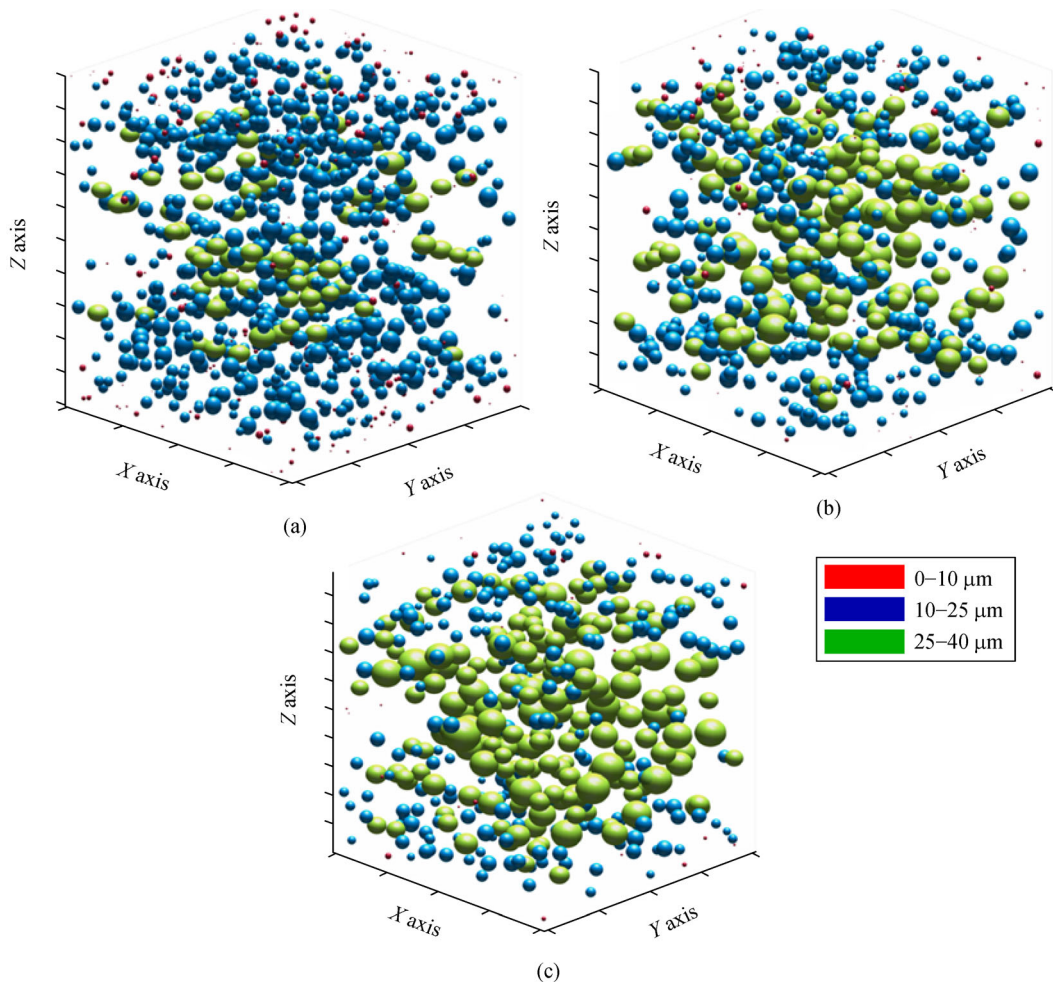 Z axis
X axis
Y axis
(a)
Z axis
X axis
Y axis
(b)
Z axis
X axis
Y axis
(c)
0–10 μm
10–25 μm
25–40 μm